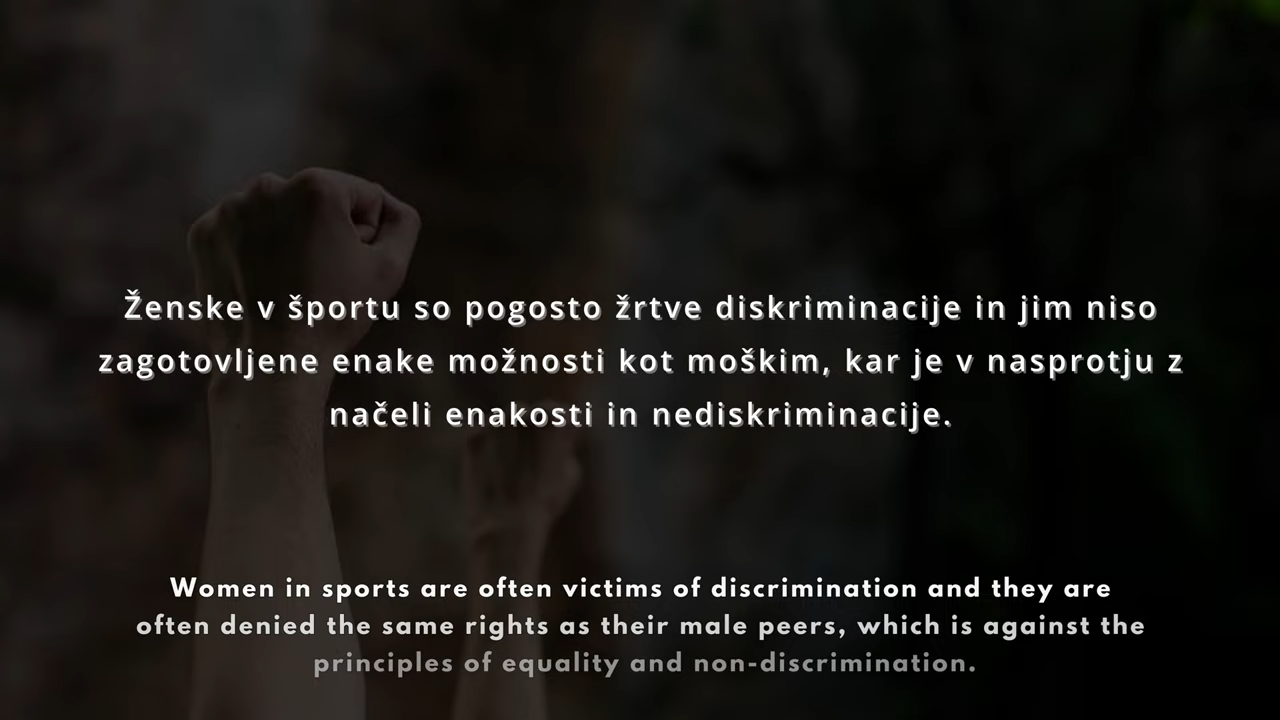 Ženske v športu so pogosto žrtve diskriminacije in jim niso
zagotovljene enake možnosti kot moškim, kar je v nasprotju z
načeli enakosti in nediskriminacije.
Women in sports are often victims of discrimination and they are
often denied the same rights as their male peers, which is against the
principles of equality and non-discrimination.